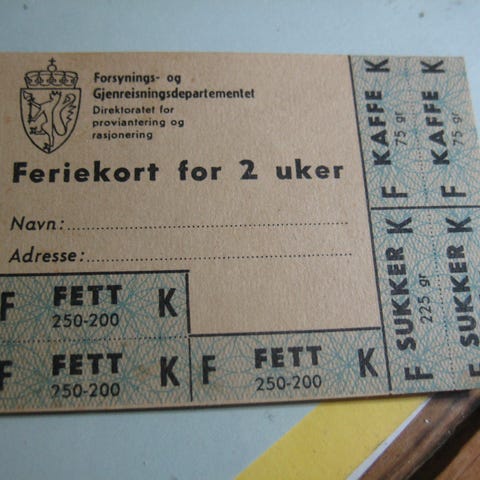 Forsynings- og
Gjenreisningsdepartementet
Direktoratet for
proviantering og
rasjonering
Feriekort for 2 uker
Navn:
Adresse:
F FETT K
250-200
F FETT K
250-200
F FETT K
250-200
F KAFFE K
75 gr
F KAFFE K
75 gr
F SUKKER K
225 gr
F SUKKER K